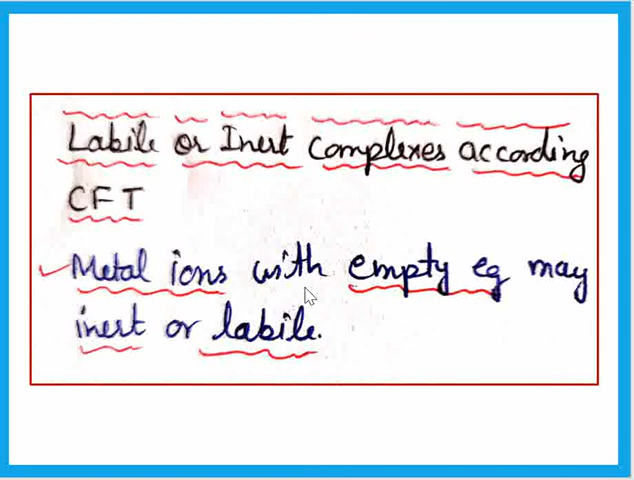 Labile or Inert Complexes according
CFT
Metal ions with empty eg may
inert or labile.